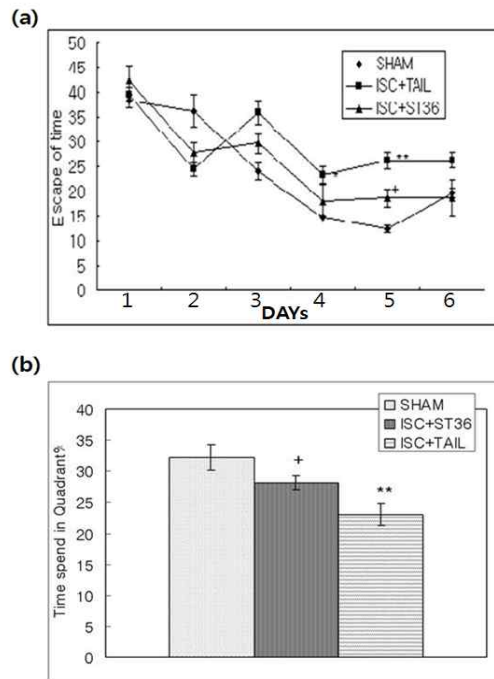 (a)
Escape of time
50
45
40
35
30
25
20
15
10
5
0
SHAM
ISC+TAIL
ISC+ST36
*
**
+
1 2 3 4 5 6
DAYs
(b)
Time spend in Quadrant%
40
35
30
25
20
15
10
5
0
SHAM
ISC+ST36
ISC+TAIL
+
**